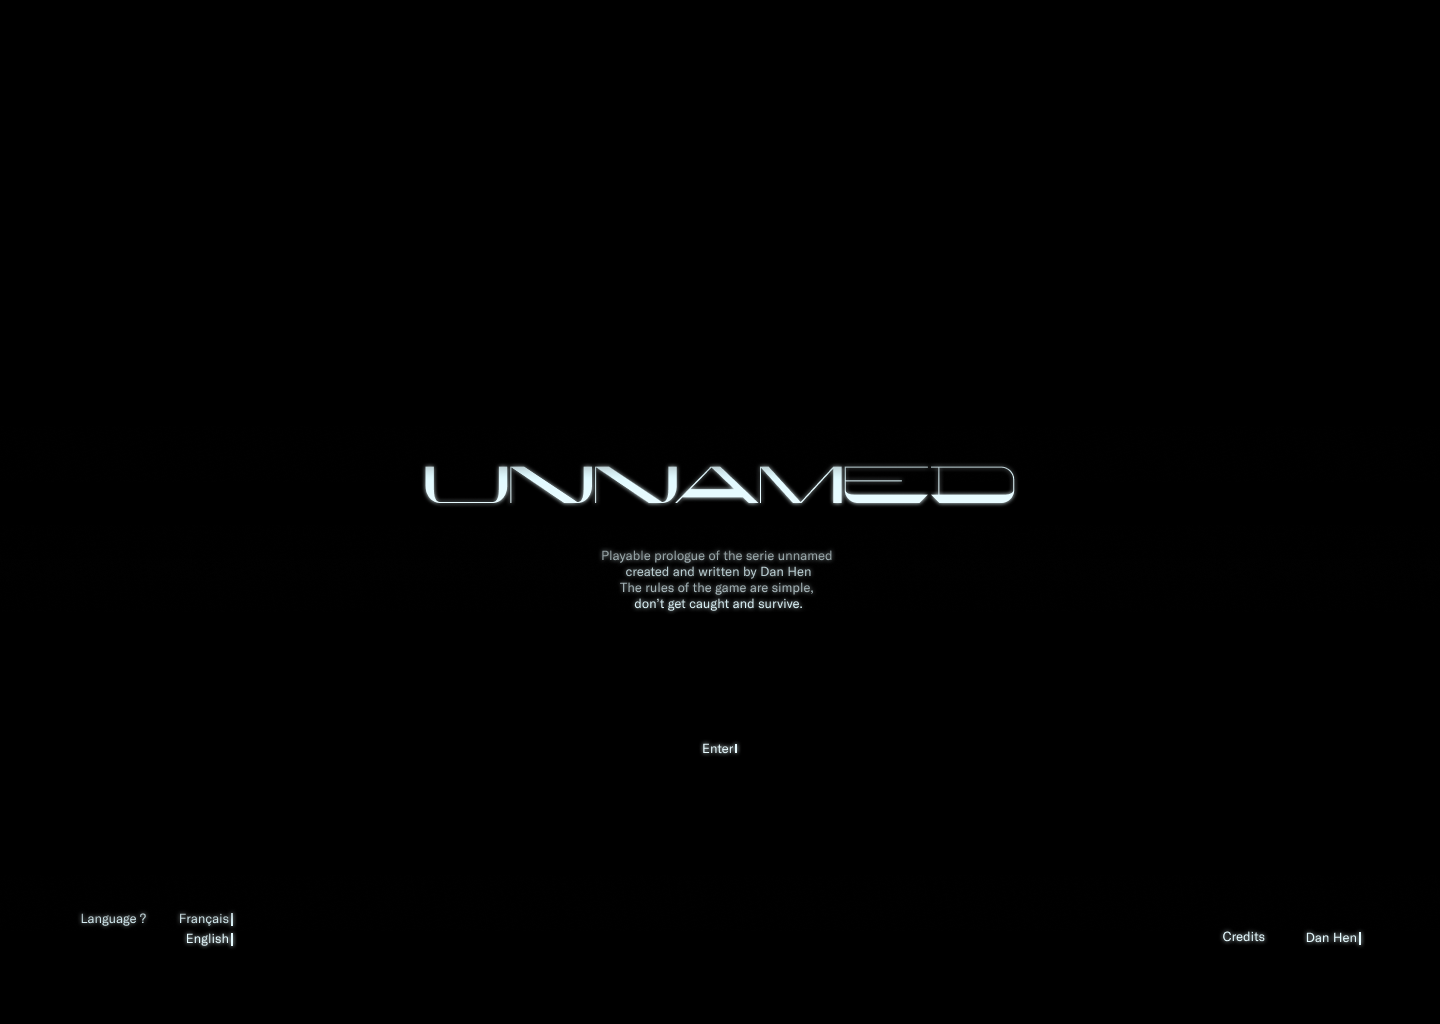 UNNAMED
Playable prologue of the serie unnamed
created and written by Dan Hen
The rules of the game are simple,
don't get caught and survive.
Enter
Language ? Français
English
Credits Dan Hen